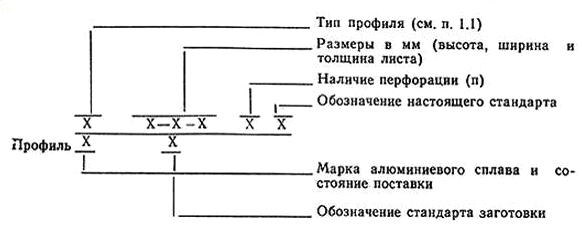 Тип профиля (см. п. 1.1)
Размеры в мм (высота, ширина и
толщина листа)
Наличие перфорации (п)
Обозначение настоящего стандарта
X X—X-X X X
Профиль X X
Марка алюминиевого сплава и со-
стояние поставки
Обозначение стандарта заготовки